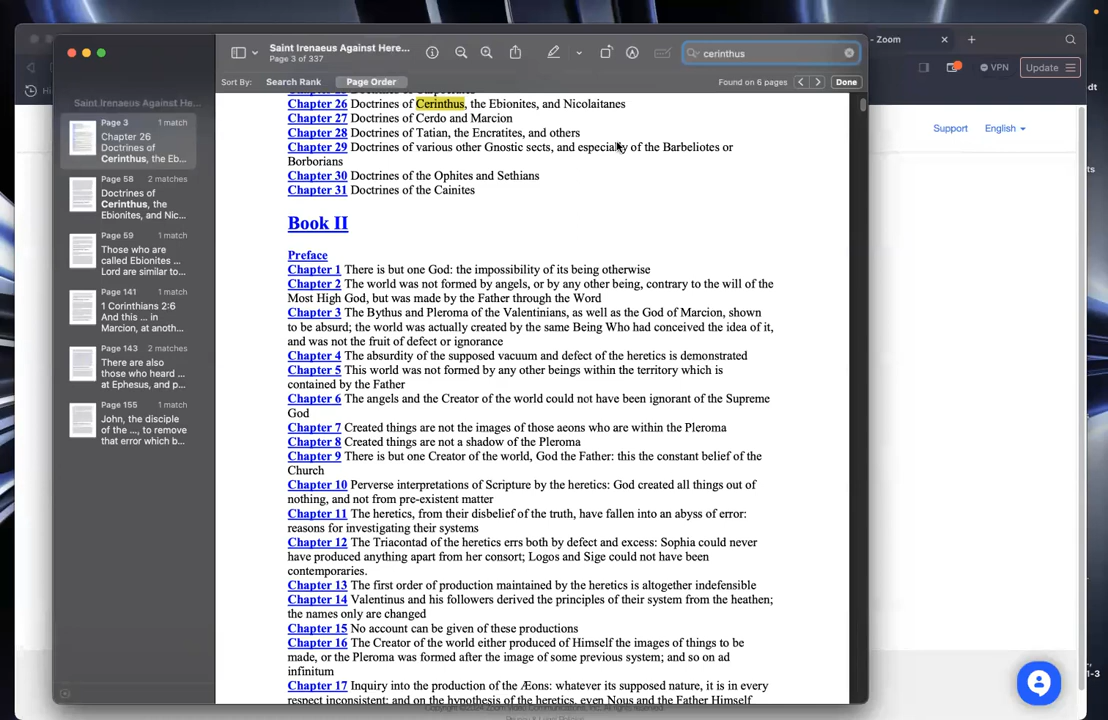 Saint Irenaeus Against Here...
Page 3 of 337
cerinthus
- Zoom
VPN
Update
Sort By:
Search Rank
Page Order
Found on 6 pages
Done
Saint Irenaeus Against He...
Page 3
1 match
Chapter 26
Doctrines of
Cerinthus, the Eb...
Page 58
2 matches
Doctrines of
Cerinthus, the
Ebionites, and Nic...
Page 59
1 match
Those who are
called Ebionites ...
Lord are similar to...
Page 141
1 match
1 Corinthians 2:6
And this ... in
Marcion, at anoth...
Page 143
2 matches
There are also
those who heard ...
at Ephesus, and p...
Page 155
1 match
John, the disciple
of the ..., to remove
that error which b...
Chapter 26 Doctrines of Cerinthus, the Ebionites, and Nicolaitanes
Chapter 27 Doctrines of Cerdo and Marcion
Chapter 28 Doctrines of Tatian, the Encratites, and others
Chapter 29 Doctrines of various other Gnostic sects, and especially of the Barbeliotes or
Borborians
Chapter 30 Doctrines of the Ophites and Sethians
Chapter 31 Doctrines of the Cainites
Book II
Preface
Chapter 1 There is but one God: the impossibility of its being otherwise
Chapter 2 The world was not formed by angels, or by any other being, contrary to the will of the
Most High God, but was made by the Father through the Word
Chapter 3 The Bythus and Pleroma of the Valentinians, as well as the God of Marcion, shown
to be absurd; the world was actually created by the same Being Who had conceived the idea of it,
and was not the fruit of defect or ignorance
Chapter 4 The absurdity of the supposed vacuum and defect of the heretics is demonstrated
Chapter 5 This world was not formed by any other beings within the territory which is
contained by the Father
Chapter 6 The angels and the Creator of the world could not have been ignorant of the Supreme
God
Chapter 7 Created things are not the images of those aeons who are within the Pleroma
Chapter 8 Created things are not a shadow of the Pleroma
Chapter 9 There is but one Creator of the world, God the Father: this the constant belief of the
Church
Chapter 10 Perverse interpretations of Scripture by the heretics: God created all things out of
nothing, and not from pre-existent matter
Chapter 11 The heretics, from their disbelief of the truth, have fallen into an abyss of error:
reasons for investigating their systems
Chapter 12 The Triacontad of the heretics errs both by defect and excess: Sophia could never
have produced anything apart from her consort; Logos and Sige could not have been
contemporaries.
Chapter 13 The first order of production maintained by the heretics is altogether indefensible
Chapter 14 Valentinus and his followers derived the principles of their system from the heathen;
the names only are changed
Chapter 15 No account can be given of these productions
Chapter 16 The Creator of the world either produced of Himself the images of things to be
made, or the Pleroma was formed after the image of some previous system; and so on ad
infinitum
Chapter 17 Inquiry into the production of the Æons: whatever its supposed nature, it is in every
respect inconsistent; and on the hypothesis of the heretics, even Nous and the Father Himself
Support
English